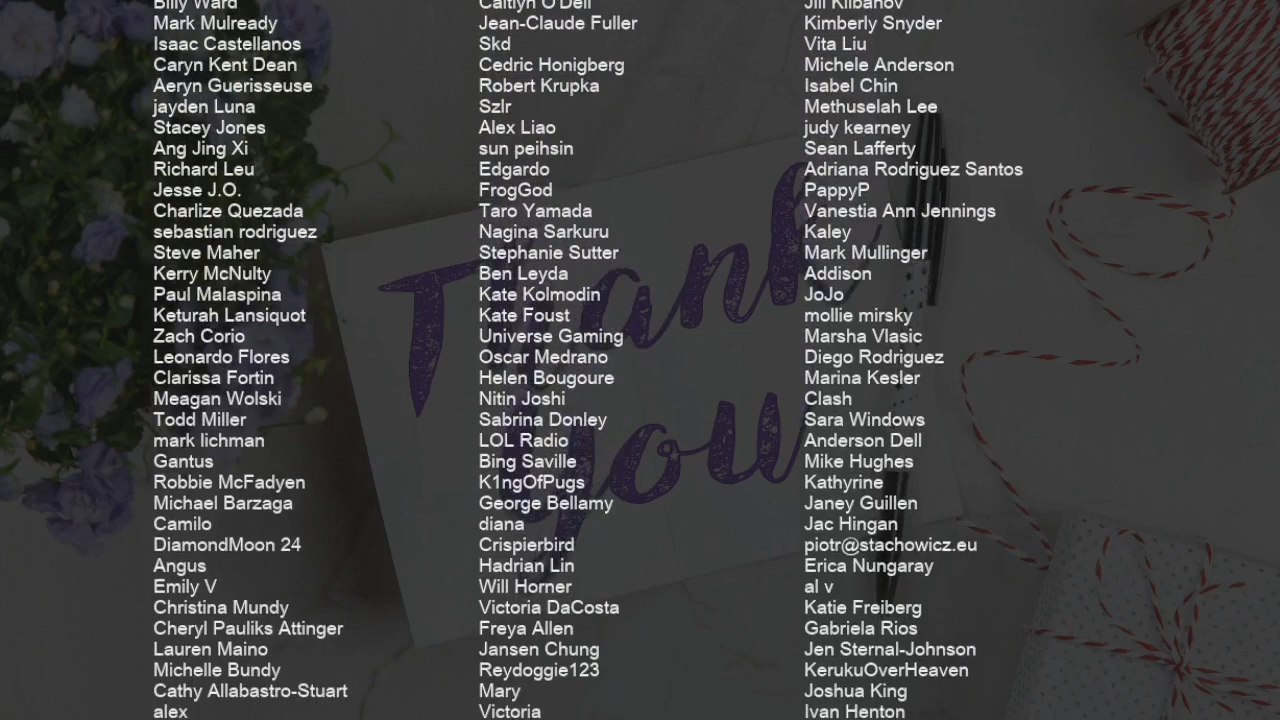 Billy Ward
Mark Mulready
Isaac Castellanos
Caryn Kent Dean
Aeryn Guerisseuse
jayden Luna
Stacey Jones
Ang Jing Xi
Richard Leu
Jesse J.O.
Charlize Quezada
sebastian rodriguez
Steve Maher
Kerry McNulty
Paul Malaspina
Keturah Lansiquot
Zach Corio
Leonardo Flores
Clarissa Fortin
Meagan Wolski
Todd Miller
mark lichman
Gantus
Robbie McFadyen
Michael Barzaga
Camilo
DiamondMoon 24
Angus
Emily V
Christina Mundy
Cheryl Pauliks Attinger
Lauren Maino
Michelle Bundy
Cathy Allabastro-Stuart
alex
Caitlyn O'Dell
Jean-Claude Fuller
Skd
Cedric Honigberg
Robert Krupka
Szlr
Alex Liao
sun peihsin
Edgardo
FrogGod
Taro Yamada
Nagina Sarkuru
Stephanie Sutter
Ben Leyda
Kate Kolmodin
Kate Foust
Universe Gaming
Oscar Medrano
Helen Bougoure
Nitin Joshi
Sabrina Donley
LOL Radio
Bing Saville
K1ngOfPugs
George Bellamy
diana
Crispierbird
Hadrian Lin
Will Horner
Victoria DaCosta
Freya Allen
Jansen Chung
Reydoggie123
Mary
Victoria
Jill Klibanov
Kimberly Snyder
Vita Liu
Michele Anderson
Isabel Chin
Methuselah Lee
judy kearney
Sean Lafferty
Adriana Rodriguez Santos
PappyP
Vanestia Ann Jennings
Kaley
Mark Mullinger
Addison
JoJo
mollie mirsky
Marsha Vlasic
Diego Rodriguez
Marina Kesler
Clash
Sara Windows
Anderson Dell
Mike Hughes
Kathyrine
Janey Guillen
Jac Hingan
piotr@stachowicz.eu
Erica Nungaray
al v
Katie Freiberg
Gabriela Rios
Jen Sternal-Johnson
KerukuOverHeaven
Joshua King
Ivan Henton
Thank
you